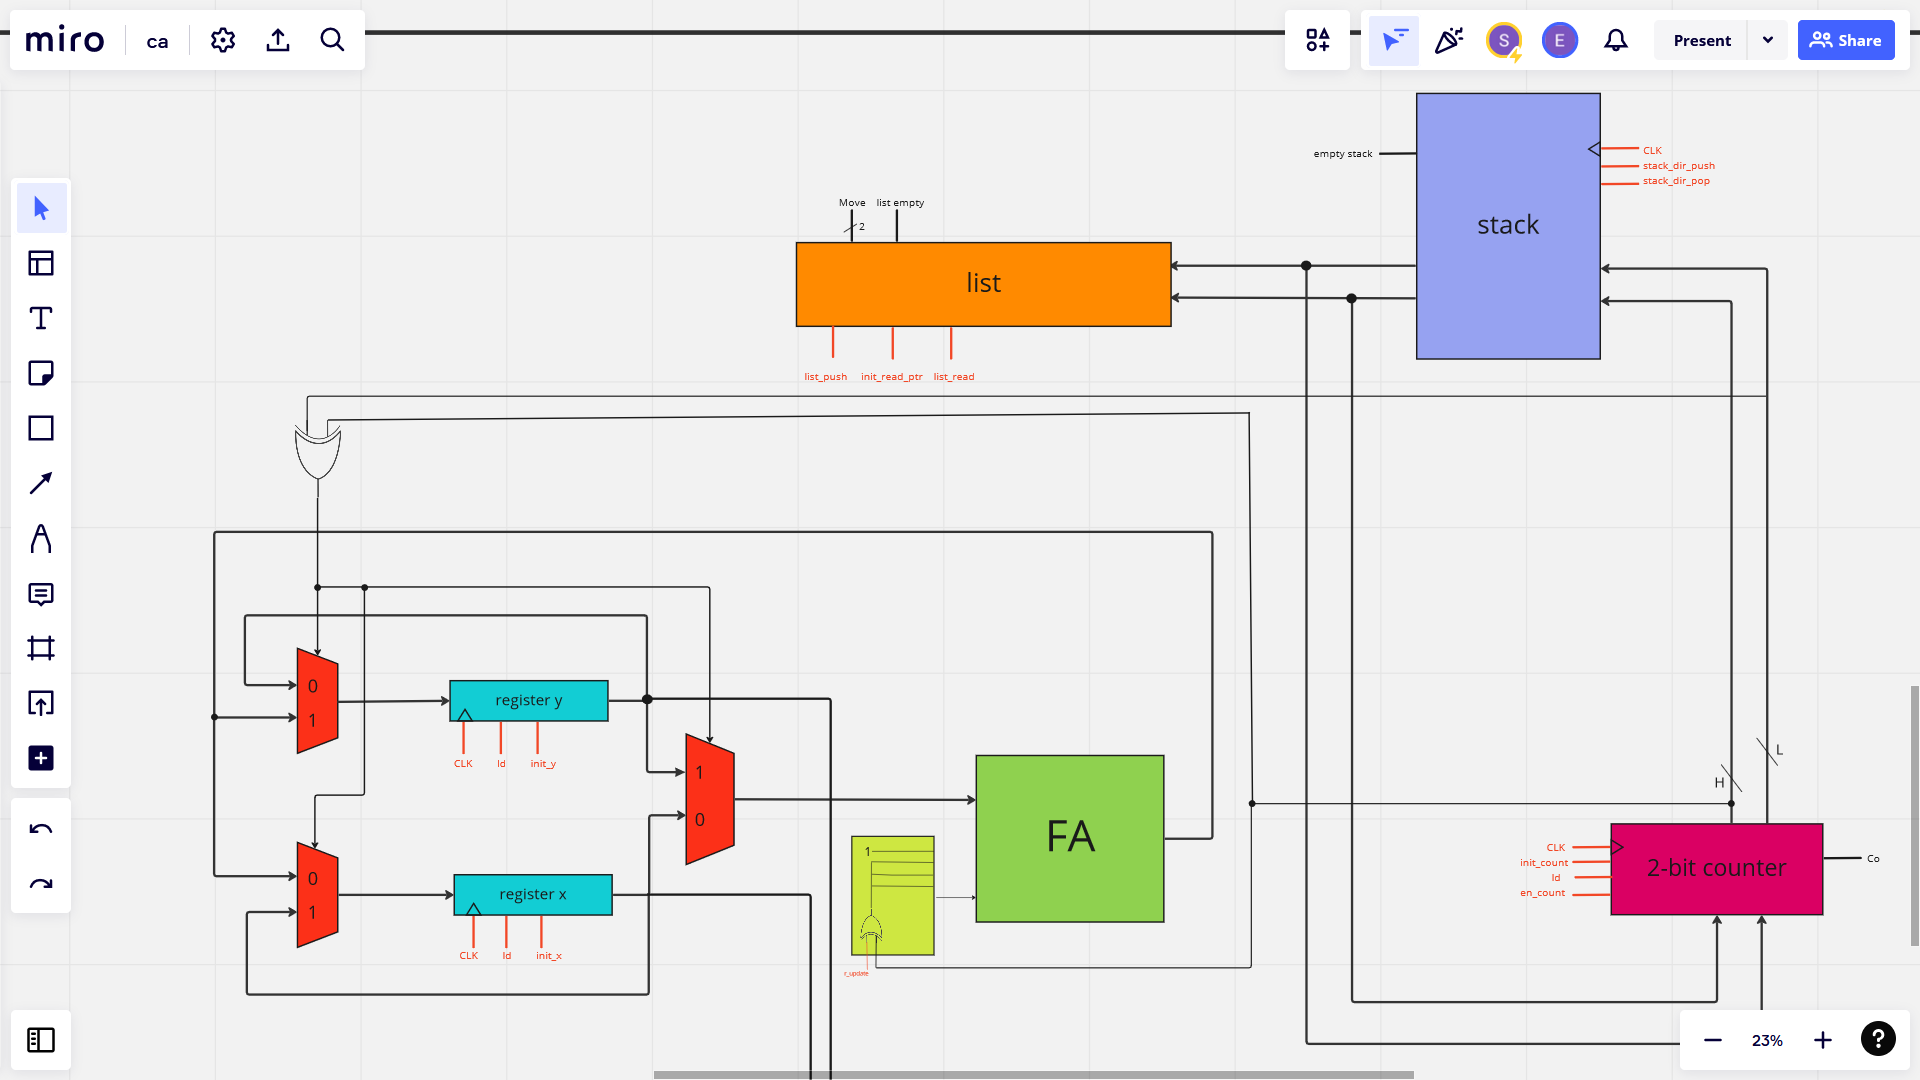 miro
ca
S
E
Present
Share
empty stack
CLK
stack_dir_push
stack_dir_pop
stack
Move
list empty
2
list
list_push
init_read_ptr
list_read
0
1
register y
CLK
ld
init_y
1
0
L
H
FA
1
2-bit counter
CLK
init_count
ld
en_count
Co
0
1
register x
CLK
ld
init_x
r_update
23%